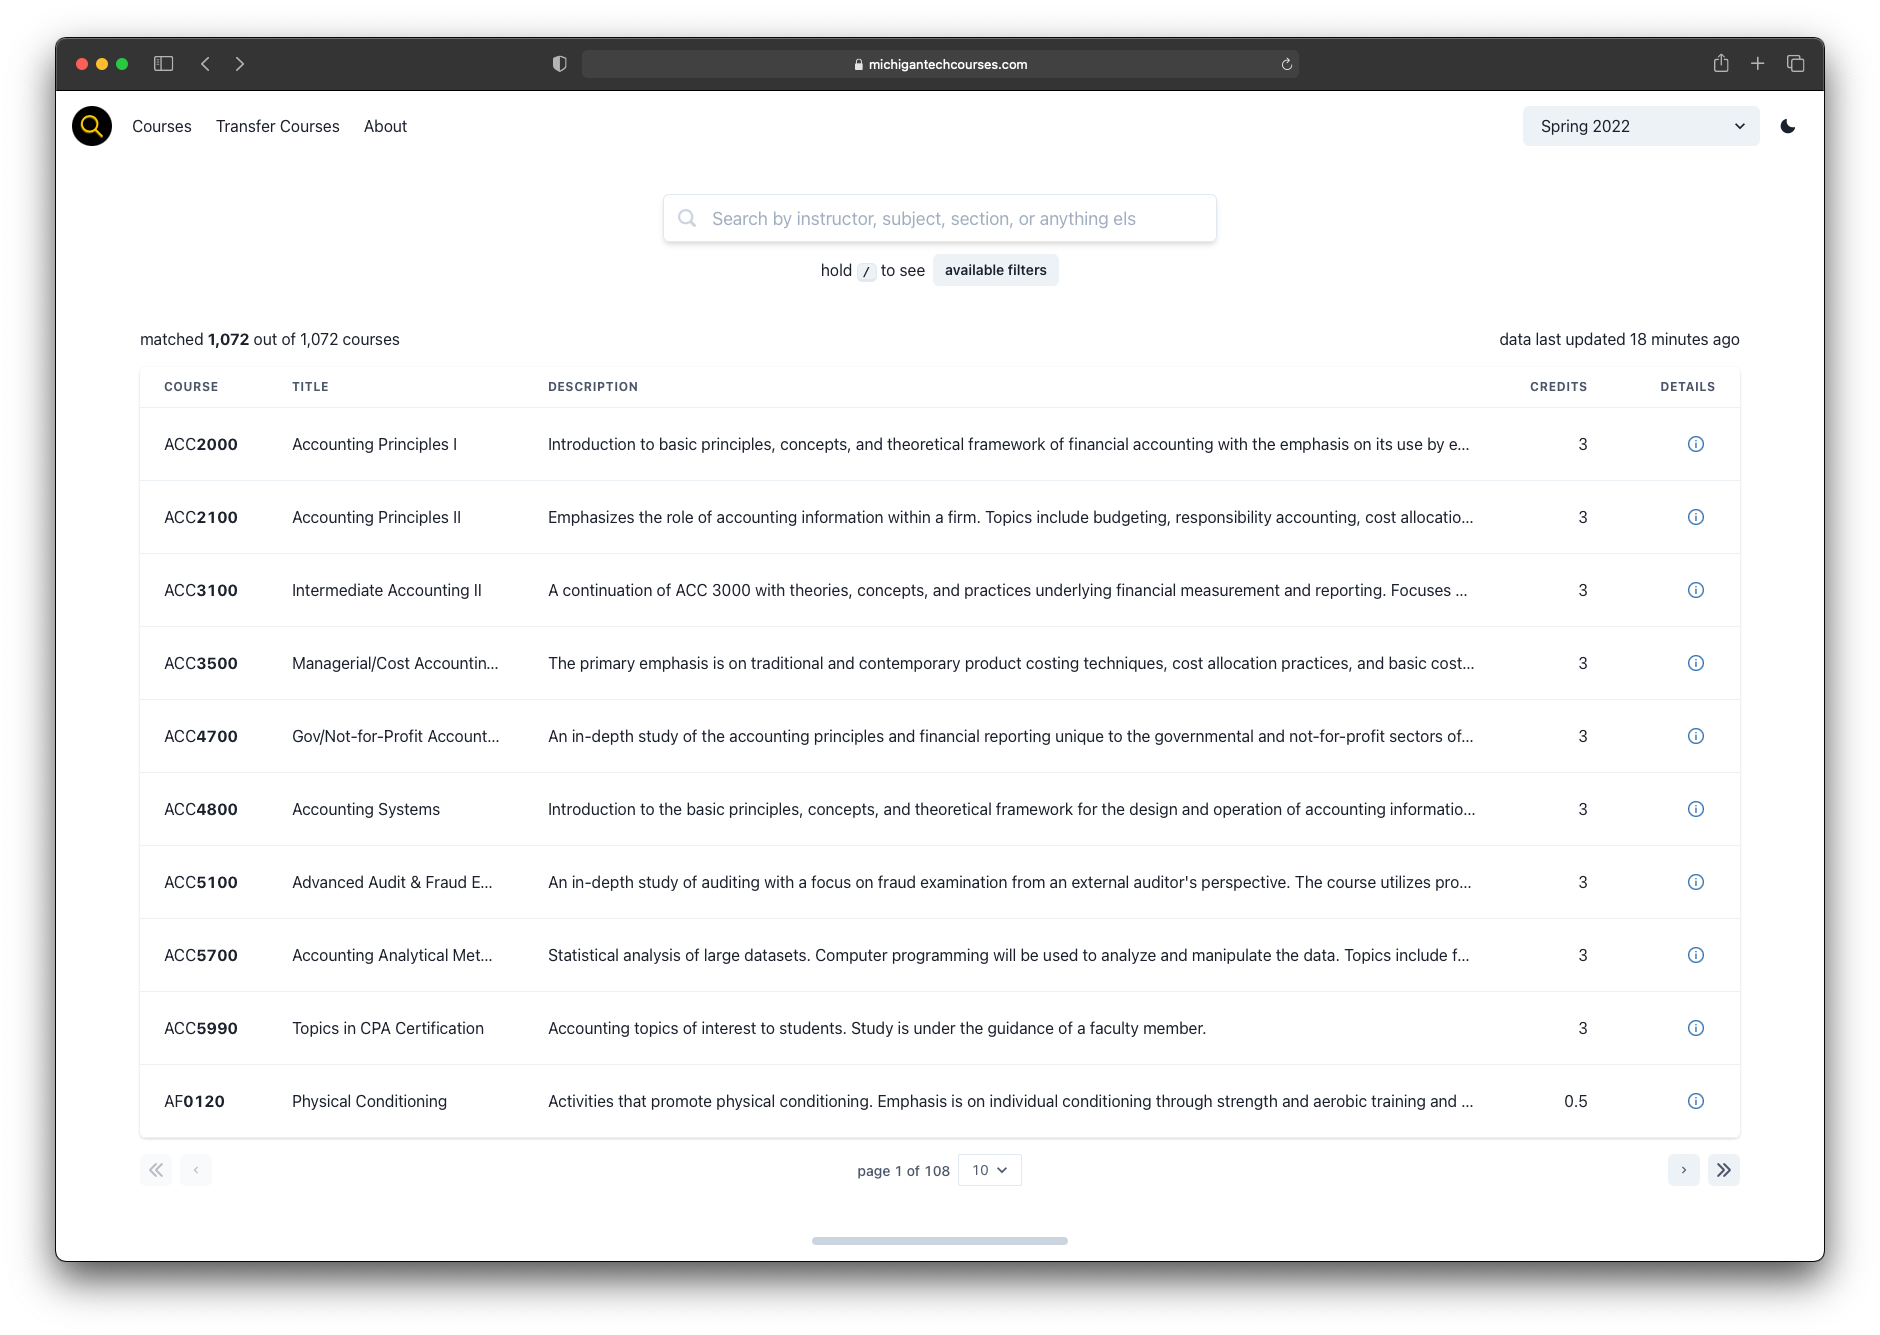 michigantechcourses.com
Courses Transfer Courses About Spring 2022
Search by instructor, subject, section, or anything els
hold / to see available filters
matched 1,072 out of 1,072 courses data last updated 18 minutes ago
COURSE TITLE DESCRIPTION CREDITS DETAILS
ACC2000 Accounting Principles I Introduction to basic principles, concepts, and theoretical framework of financial accounting with the emphasis on its use by e... 3
ACC2100 Accounting Principles II Emphasizes the role of accounting information within a firm. Topics include budgeting, responsibility accounting, cost allocatio... 3
ACC3100 Intermediate Accounting II A continuation of ACC 3000 with theories, concepts, and practices underlying financial measurement and reporting. Focuses ... 3
ACC3500 Managerial/Cost Accountin... The primary emphasis is on traditional and contemporary product costing techniques, cost allocation practices, and basic cost... 3
ACC4700 Gov/Not-for-Profit Account... An in-depth study of the accounting principles and financial reporting unique to the governmental and not-for-profit sectors of... 3
ACC4800 Accounting Systems Introduction to the basic principles, concepts, and theoretical framework for the design and operation of accounting informatio... 3
ACC5100 Advanced Audit & Fraud E... An in-depth study of auditing with a focus on fraud examination from an external auditor's perspective. The course utilizes pro... 3
ACC5700 Accounting Analytical Met... Statistical analysis of large datasets. Computer programming will be used to analyze and manipulate the data. Topics include f... 3
ACC5990 Topics in CPA Certification Accounting topics of interest to students. Study is under the guidance of a faculty member. 3
AF0120 Physical Conditioning Activities that promote physical conditioning. Emphasis is on individual conditioning through strength and aerobic training and ... 0.5
page 1 of 108 10